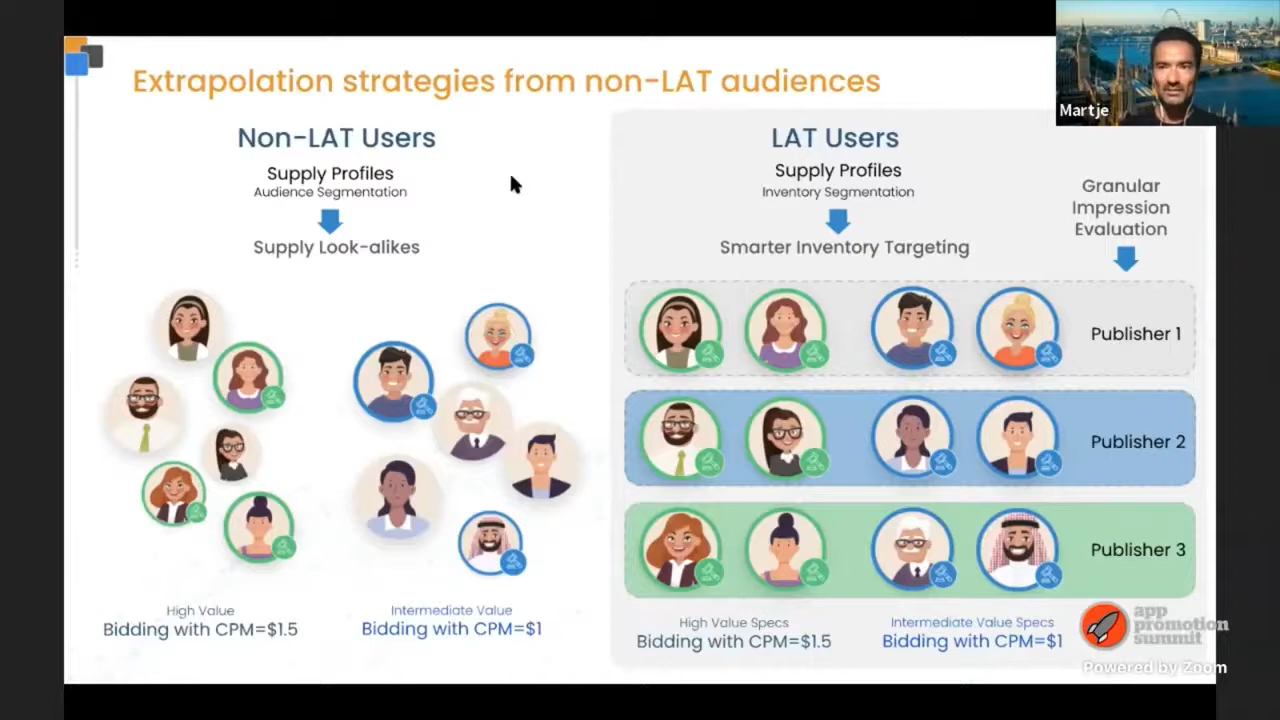 Extrapolation strategies from non-LAT audiences
Martje
Non-LAT Users
Supply Profiles
Audience Segmentation
Supply Look-alikes
LAT Users
Supply Profiles
Inventory Segmentation
Smarter Inventory Targeting
Granular
Impression
Evaluation
Publisher 1
Publisher 2
Publisher 3
High Value
Bidding with CPM=$1.5
Intermediate Value
Bidding with CPM=$1
High Value Specs
Bidding with CPM=$1.5
Intermediate Value Specs
Bidding with CPM=$1
app
promotion
summit
Powered by Zoom